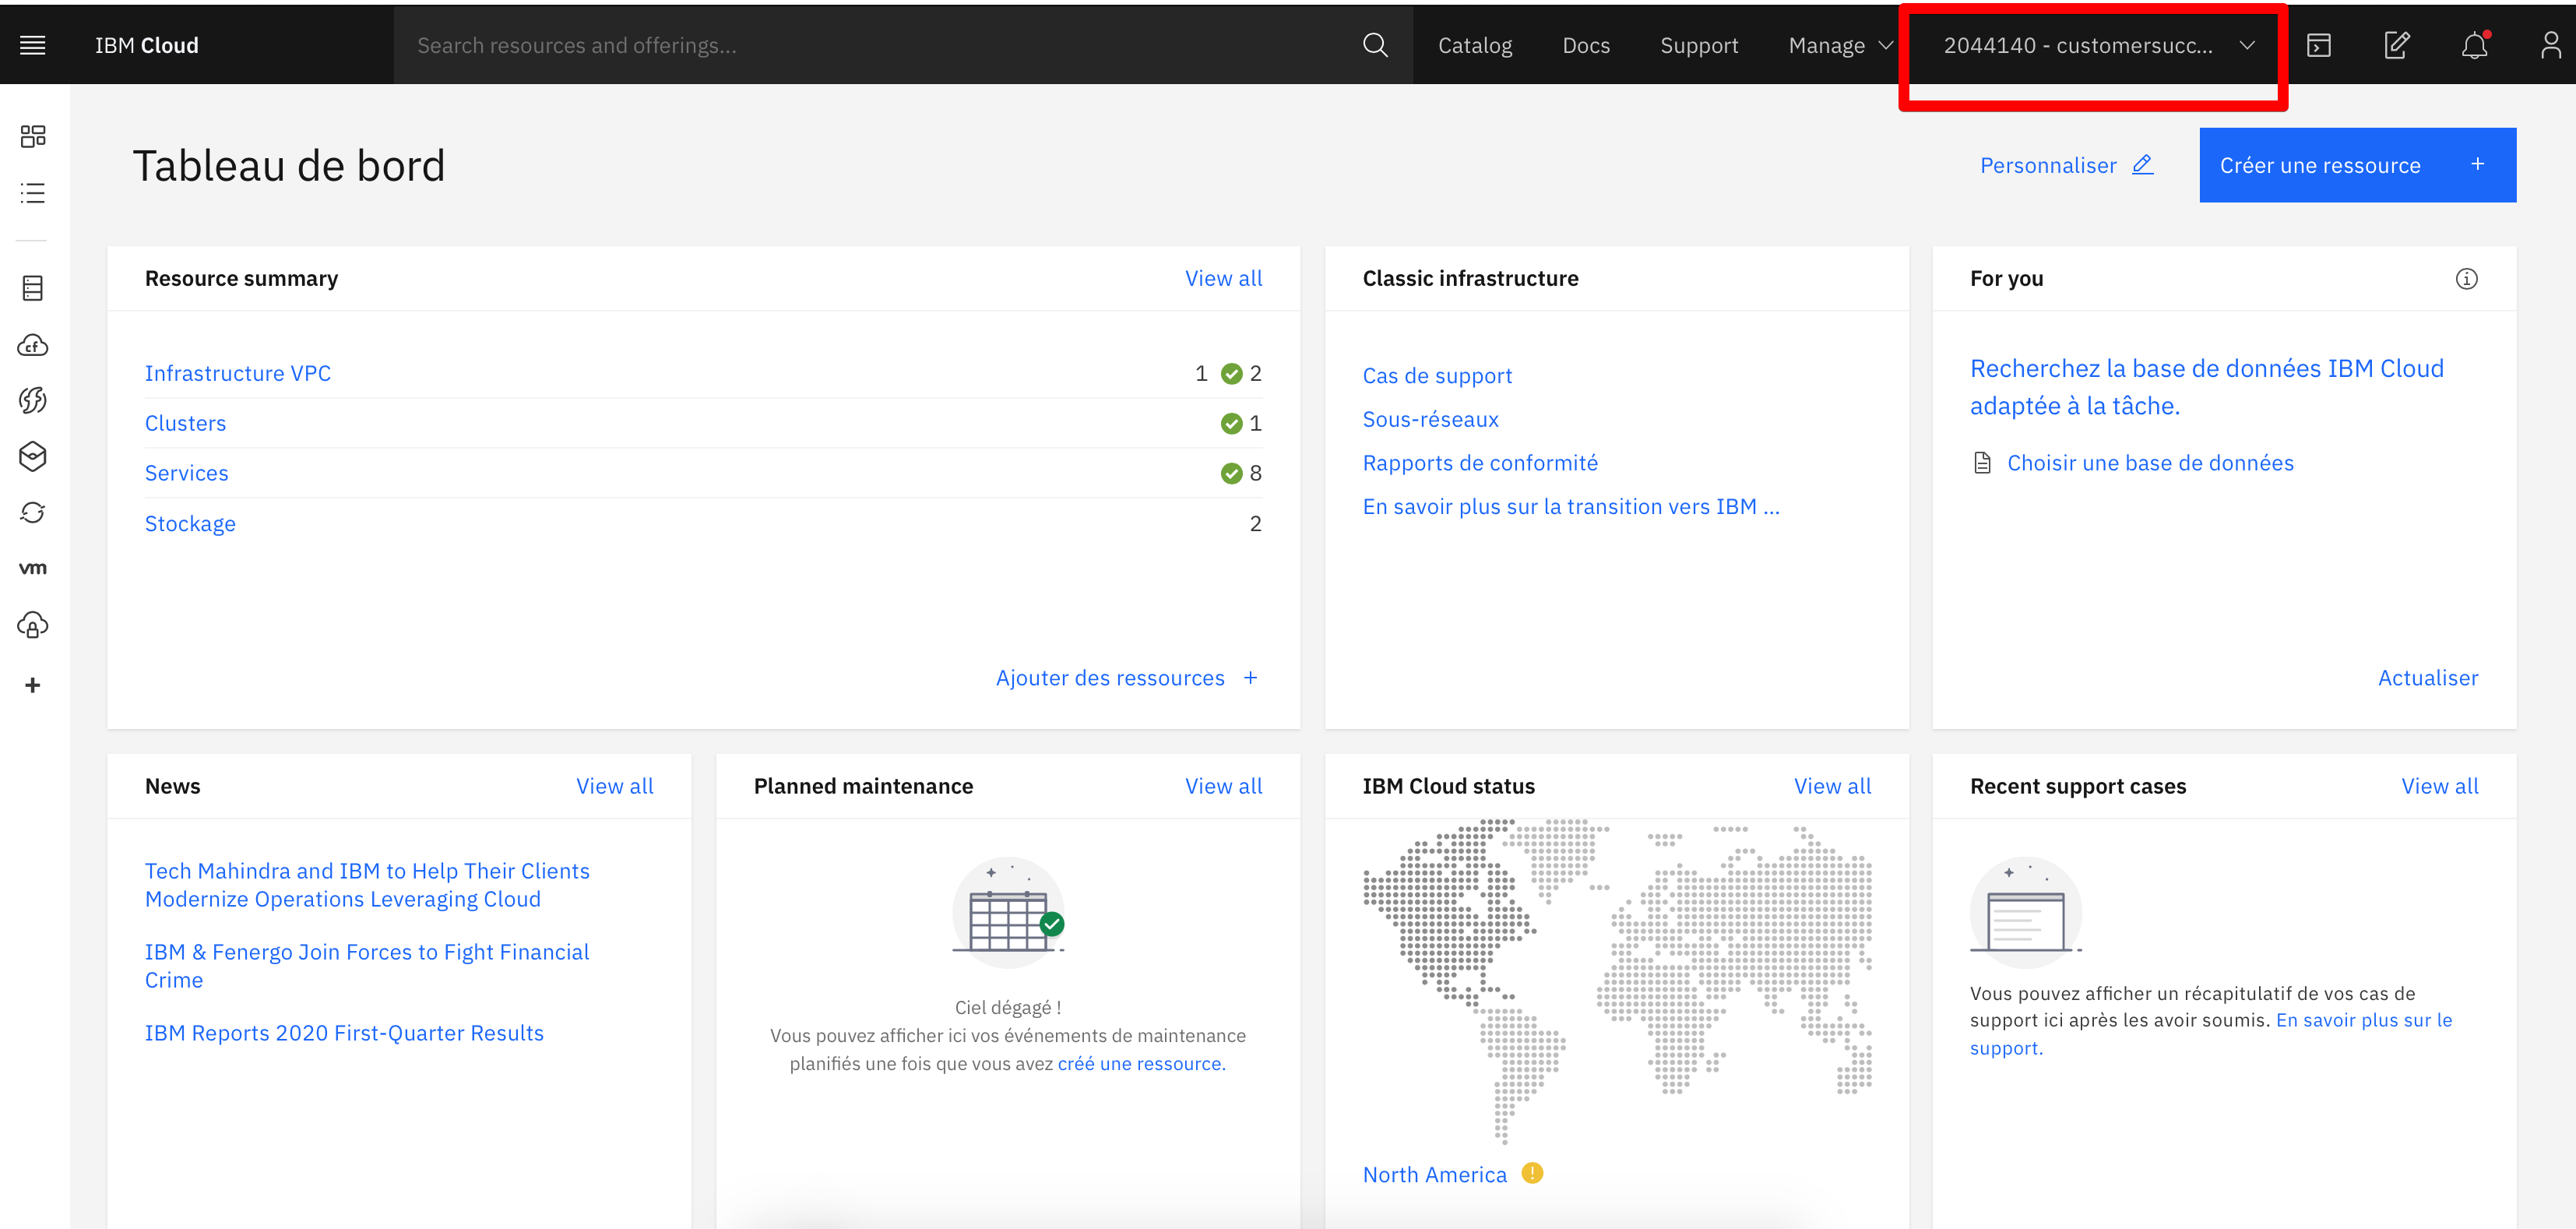 IBM Cloud
Search resources and offerings...
Catalog
Docs
Support
Manage
2044140 - customersucc...
Tableau de bord
Personnaliser
Créer une ressource +
Resource summary
View all
Infrastructure VPC
1 2
Clusters
1
Services
8
Stockage
2
Ajouter des ressources +
Classic infrastructure
Cas de support
Sous-réseaux
Rapports de conformité
En savoir plus sur la transition vers IBM ...
For you
Recherchez la base de données IBM Cloud
adaptée à la tâche.
Choisir une base de données
Actualiser
cf
vm
+
News
View all
Tech Mahindra and IBM to Help Their Clients
Modernize Operations Leveraging Cloud
IBM & Fenergo Join Forces to Fight Financial
Crime
IBM Reports 2020 First-Quarter Results
Planned maintenance
View all
Ciel dégagé !
Vous pouvez afficher ici vos événements de maintenance
planifiés une fois que vous avez créé une ressource.
IBM Cloud status
View all
North America
Recent support cases
View all
Vous pouvez afficher un récapitulatif de vos cas de
support ici après les avoir soumis. En savoir plus sur le
support.